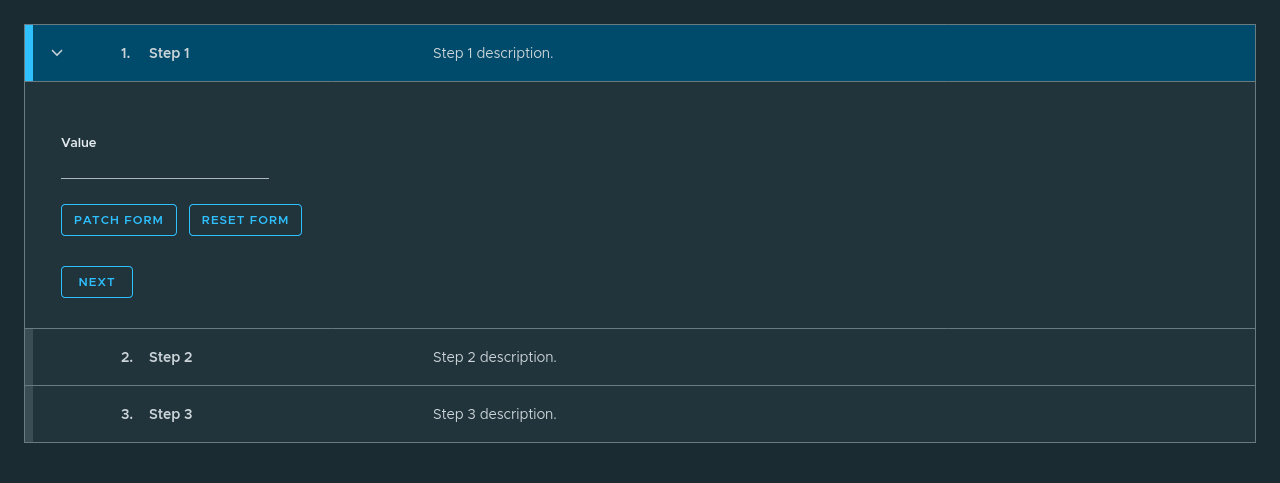 1. Step 1 Step 1 description.
Value
PATCH FORM RESET FORM
NEXT
2. Step 2 Step 2 description.
3. Step 3 Step 3 description.